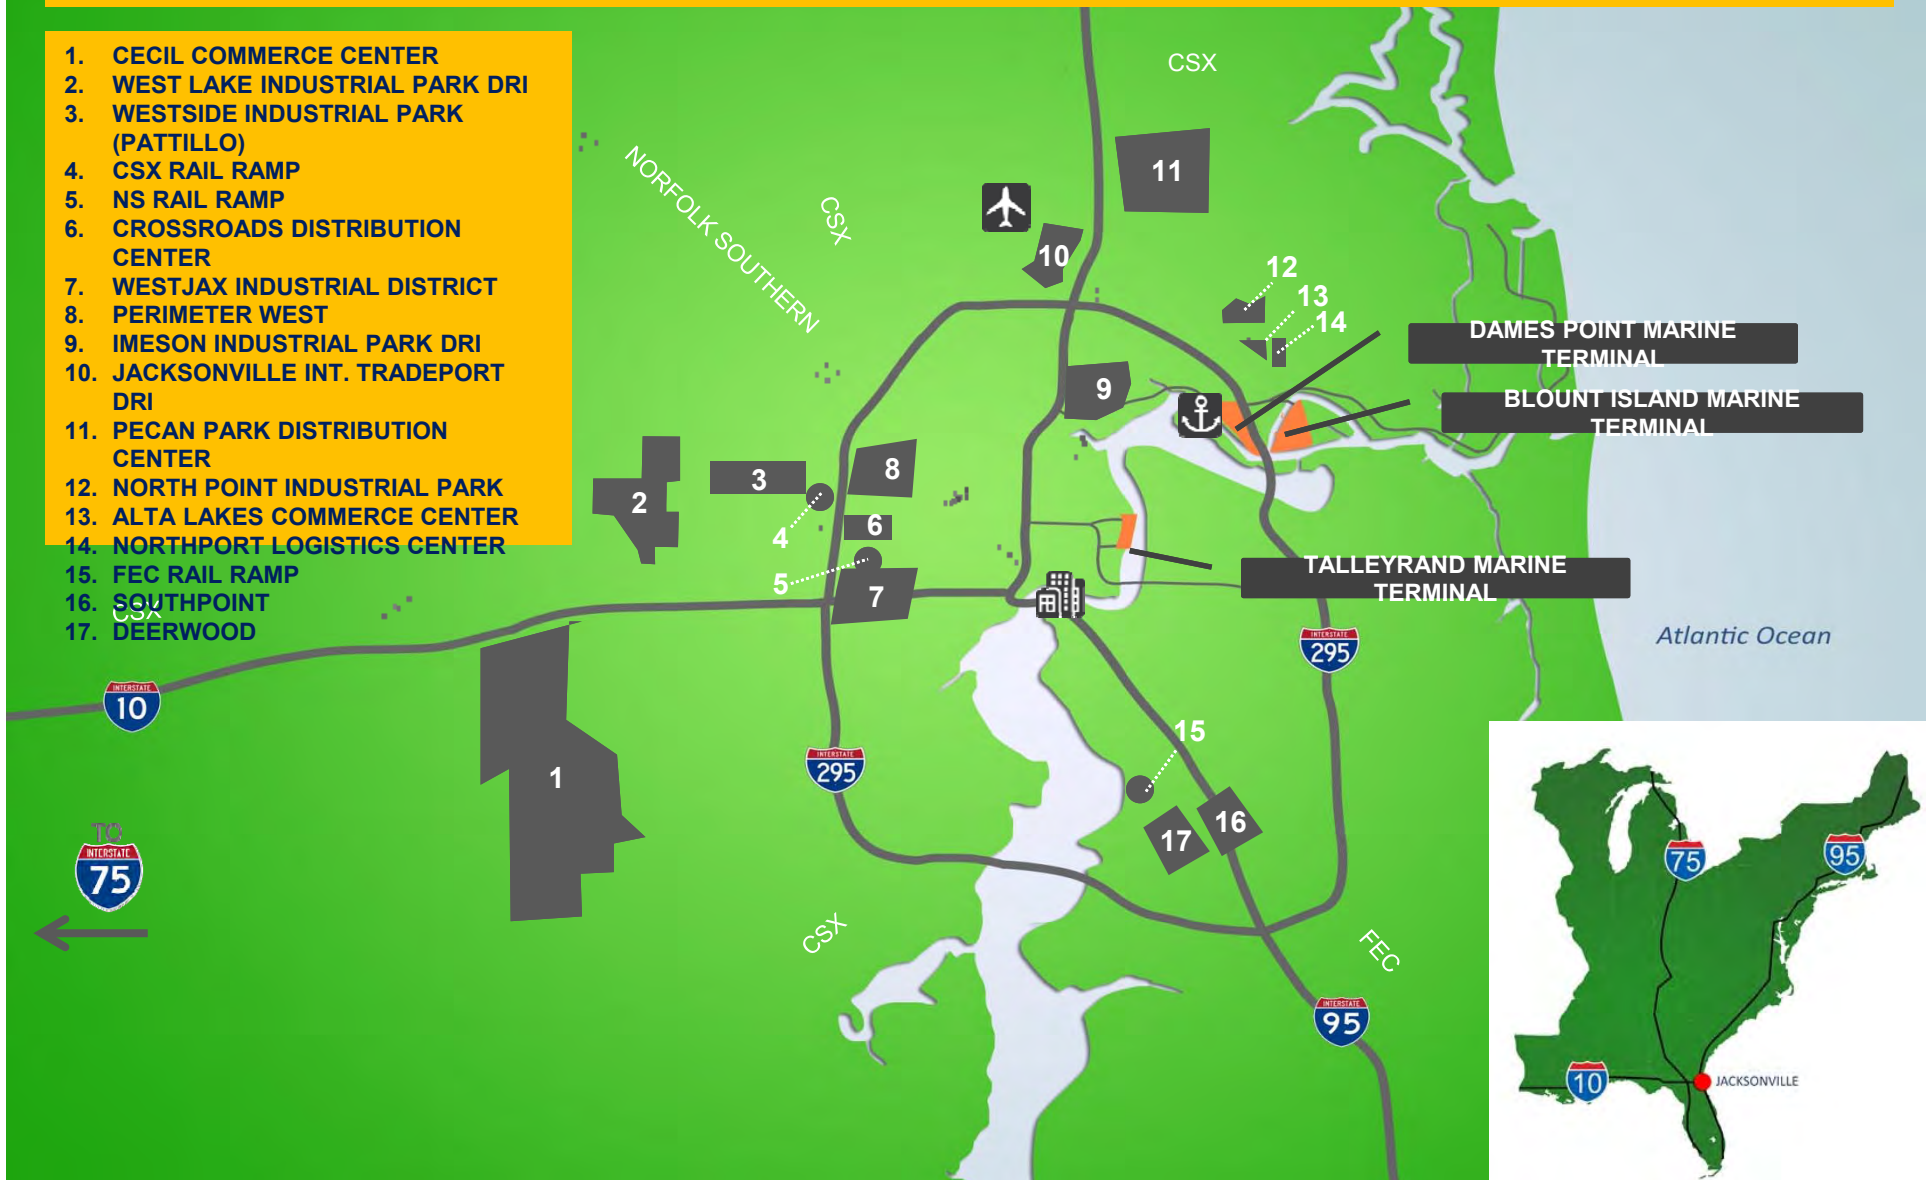 1. CECIL COMMERCE CENTER
2. WEST LAKE INDUSTRIAL PARK DRI
3. WESTSIDE INDUSTRIAL PARK
(PATTILLO)
4. CSX RAIL RAMP
5. NS RAIL RAMP
6. CROSSROADS DISTRIBUTION
CENTER
7. WESTJAX INDUSTRIAL DISTRICT
8. PERIMETER WEST
9. IMESON INDUSTRIAL PARK DRI
10. JACKSONVILLE INT. TRADEPORT
DRI
11. PECAN PARK DISTRIBUTION
CENTER
12. NORTH POINT INDUSTRIAL PARK
13. ALTA LAKES COMMERCE CENTER
14. NORTHPORT LOGISTICS CENTER
15. FEC RAIL RAMP
16. SOUTHPOINT
17. DEERWOOD
CSX
CSX
NORFOLK SOUTHERN
CSX
11
10
12
13
14
DAMES POINT MARINE
TERMINAL
BLOUNT ISLAND MARINE
TERMINAL
9
8
3
2
4
6
5
7
TALLEYRAND MARINE
TERMINAL
Atlantic Ocean
INTERSTATE
295
INTERSTATE
10
15
INTERSTATE
295
1
16
17
TO
INTERSTATE
75
CSX
FEC
INTERSTATE
95
75
95
10
JACKSONVILLE